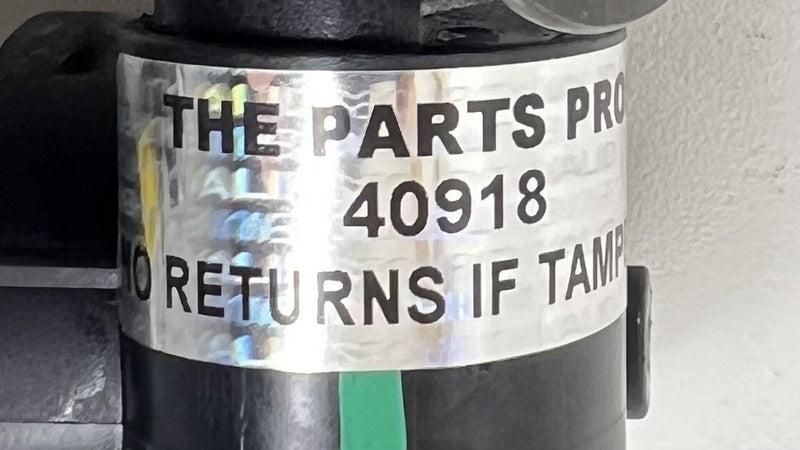 THE PARTS PRO
40918
NO RETURNS IF TAMP